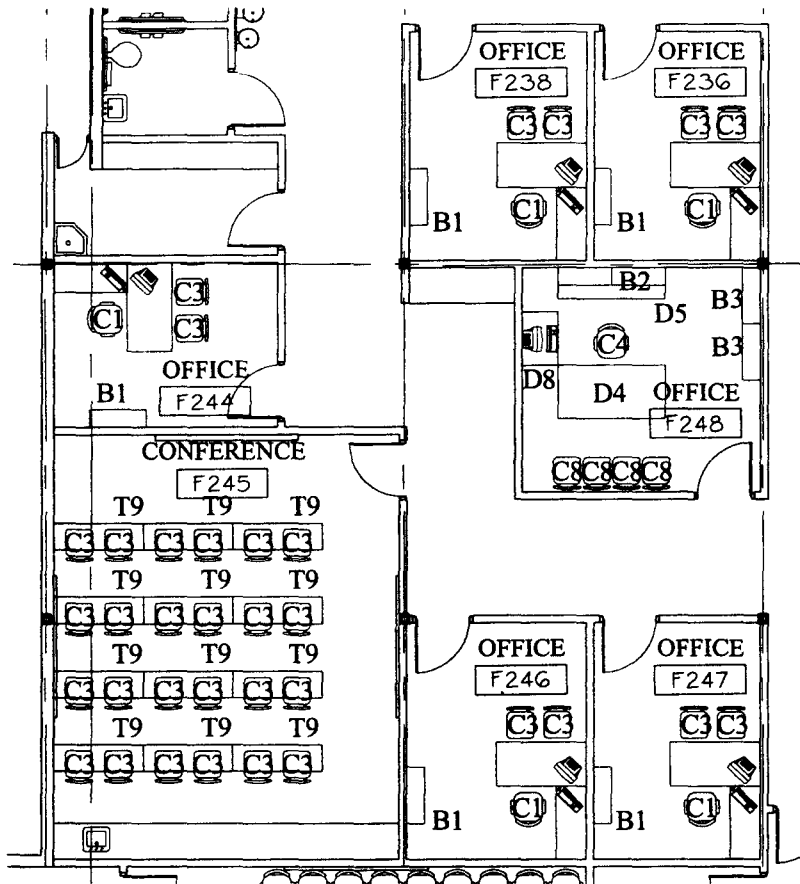 OFFICE OFFICE
F238 F236
C3 C3 C3 C3
C1 C1
B1 B1
B2
B3
C3 D5
C1
C3 B3
C4
OFFICE
D8 D4 OFFICE
B1
F244
F248
CONFERENCE
C8 C8 C8 C8
F245
T9 T9 T9
C3 C3 C3 C3 C3 C3
T9 T9 T9
C3 C3 C3 C3 C3 C3
OFFICE OFFICE
T9 T9 T9
F246 F247
C3 C3 C3 C3 C3 C3
C3 C3 C3 C3
T9 T9 T9
C3 C3 C3 C3 C3 C3
C1 C1
B1 B1